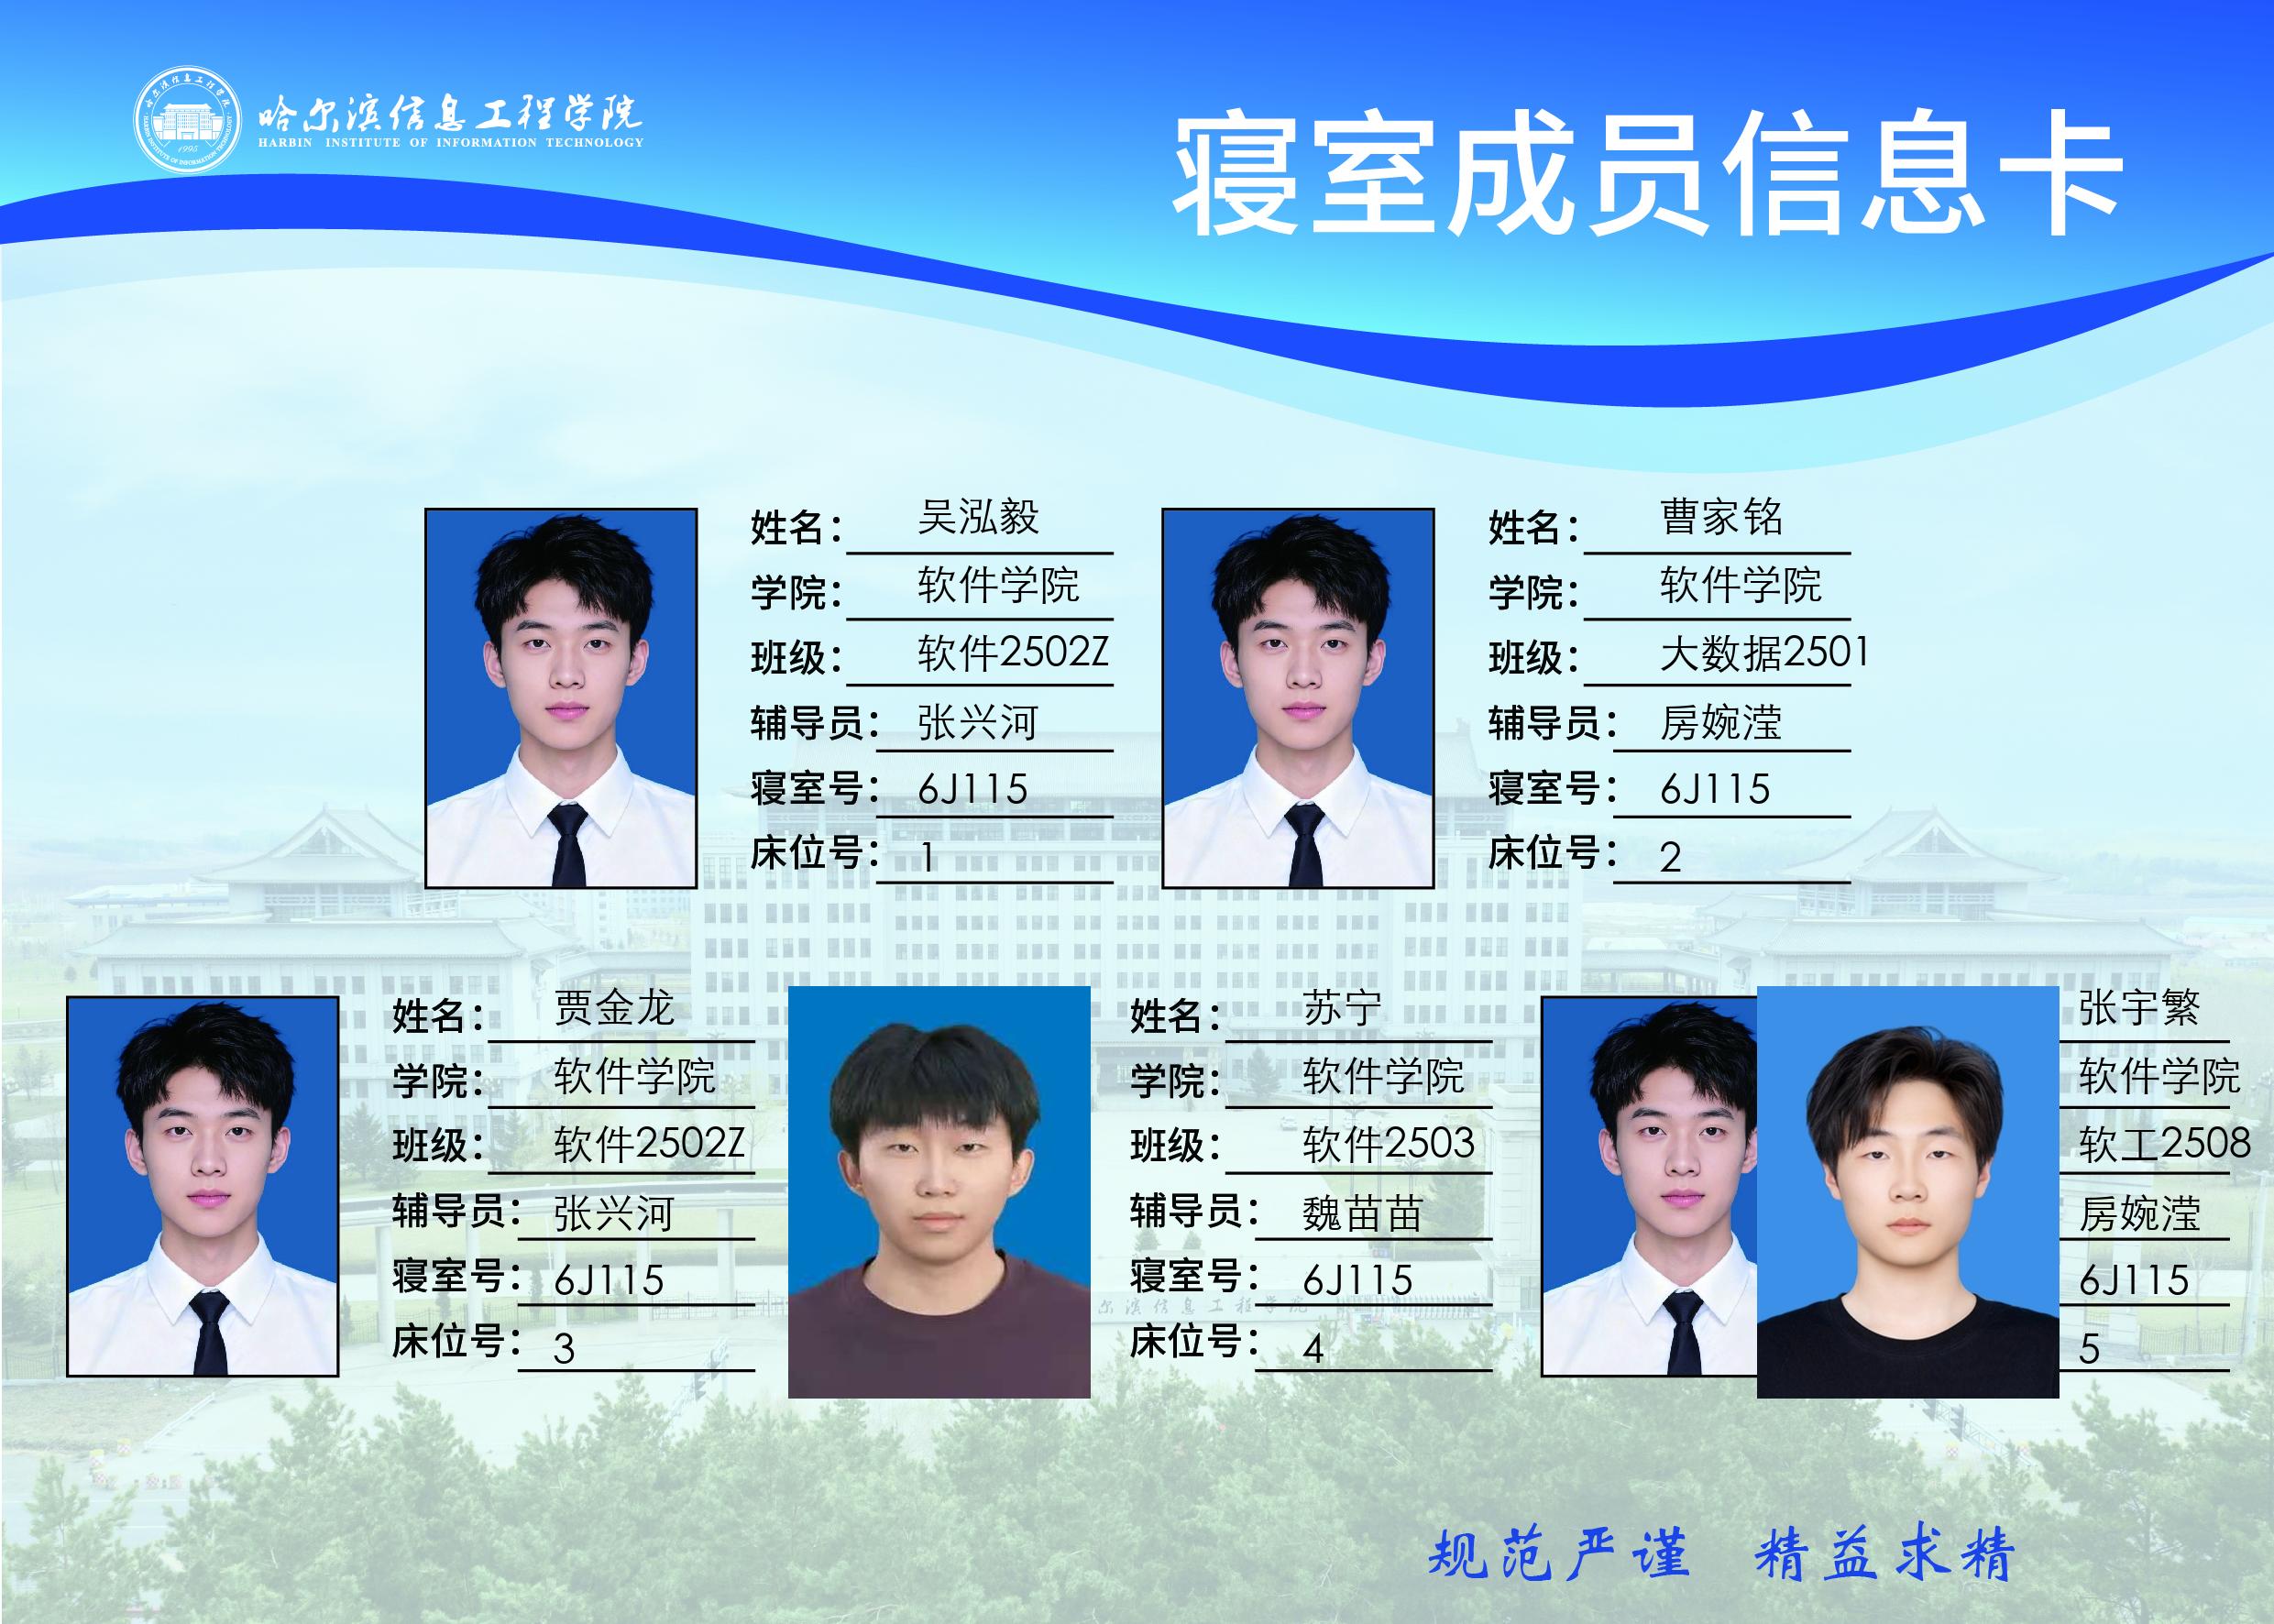 哈尔滨信息工程学院
HARBIN INSTITUTE OF INFORMATION TECHNOLOGY
1995
寝室成员信息卡
姓名： 吴泓毅
学院： 软件学院
班级： 软件2502Z
辅导员： 张兴河
寝室号： 6J115
床位号： 1
姓名： 曹家铭
学院： 软件学院
班级： 大数据2501
辅导员： 房婉滢
寝室号： 6J115
床位号： 2
姓名： 贾金龙
学院： 软件学院
班级： 软件2502Z
辅导员： 张兴河
寝室号： 6J115
床位号： 3
姓名： 苏宁
学院： 软件学院
班级： 软件2503
辅导员： 魏苗苗
寝室号： 6J115
床位号： 4
张宇繁
软件学院
软工2508
房婉滢
6J115
5
尔滨信息工程学院
规范严谨 精益求精